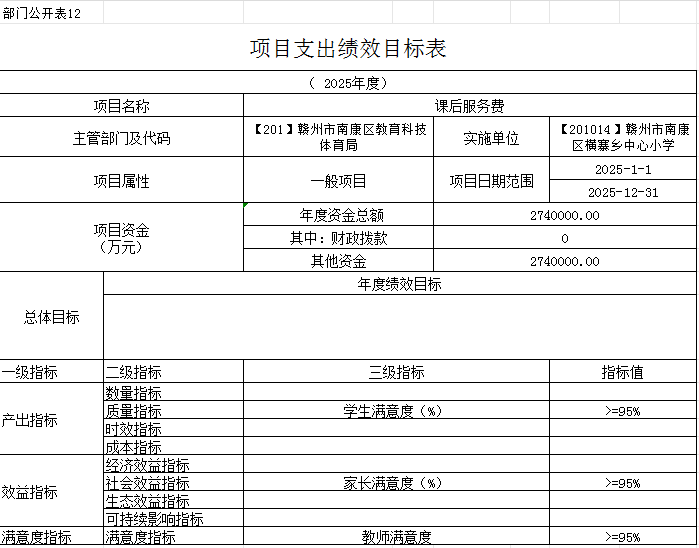 部门公开表12
项目支出绩效目标表
（ 2025年度）
项目名称 课后服务费
主管部门及代码 【201】赣州市南康区教育科技体育局 实施单位 【201014】赣州市南康区横寨乡中心小学
项目属性 一般项目 项目日期范围 2025-1-1
2025-12-31
项目资金
（万元）
年度资金总额 2740000.00
其中：财政拨款 0
其他资金 2740000.00
总体目标
年度绩效目标
一级指标 二级指标 三级指标 指标值
产出指标
数量指标
质量指标 学生满意度（%） >=95%
时效指标
成本指标
效益指标
经济效益指标
社会效益指标 家长满意度（%） >=95%
生态效益指标
可持续影响指标
满意度指标 满意度指标 教师满意度 >=95%